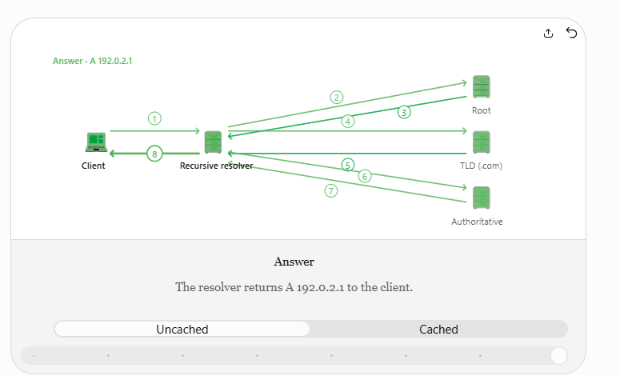 Answer - A 192.0.2.1
2
Root
1
4
3
8
Client
Recursive resolver
5
TLD (.com)
6
7
Authoritative
Answer
The resolver returns A 192.0.2.1 to the client.
Uncached
Cached